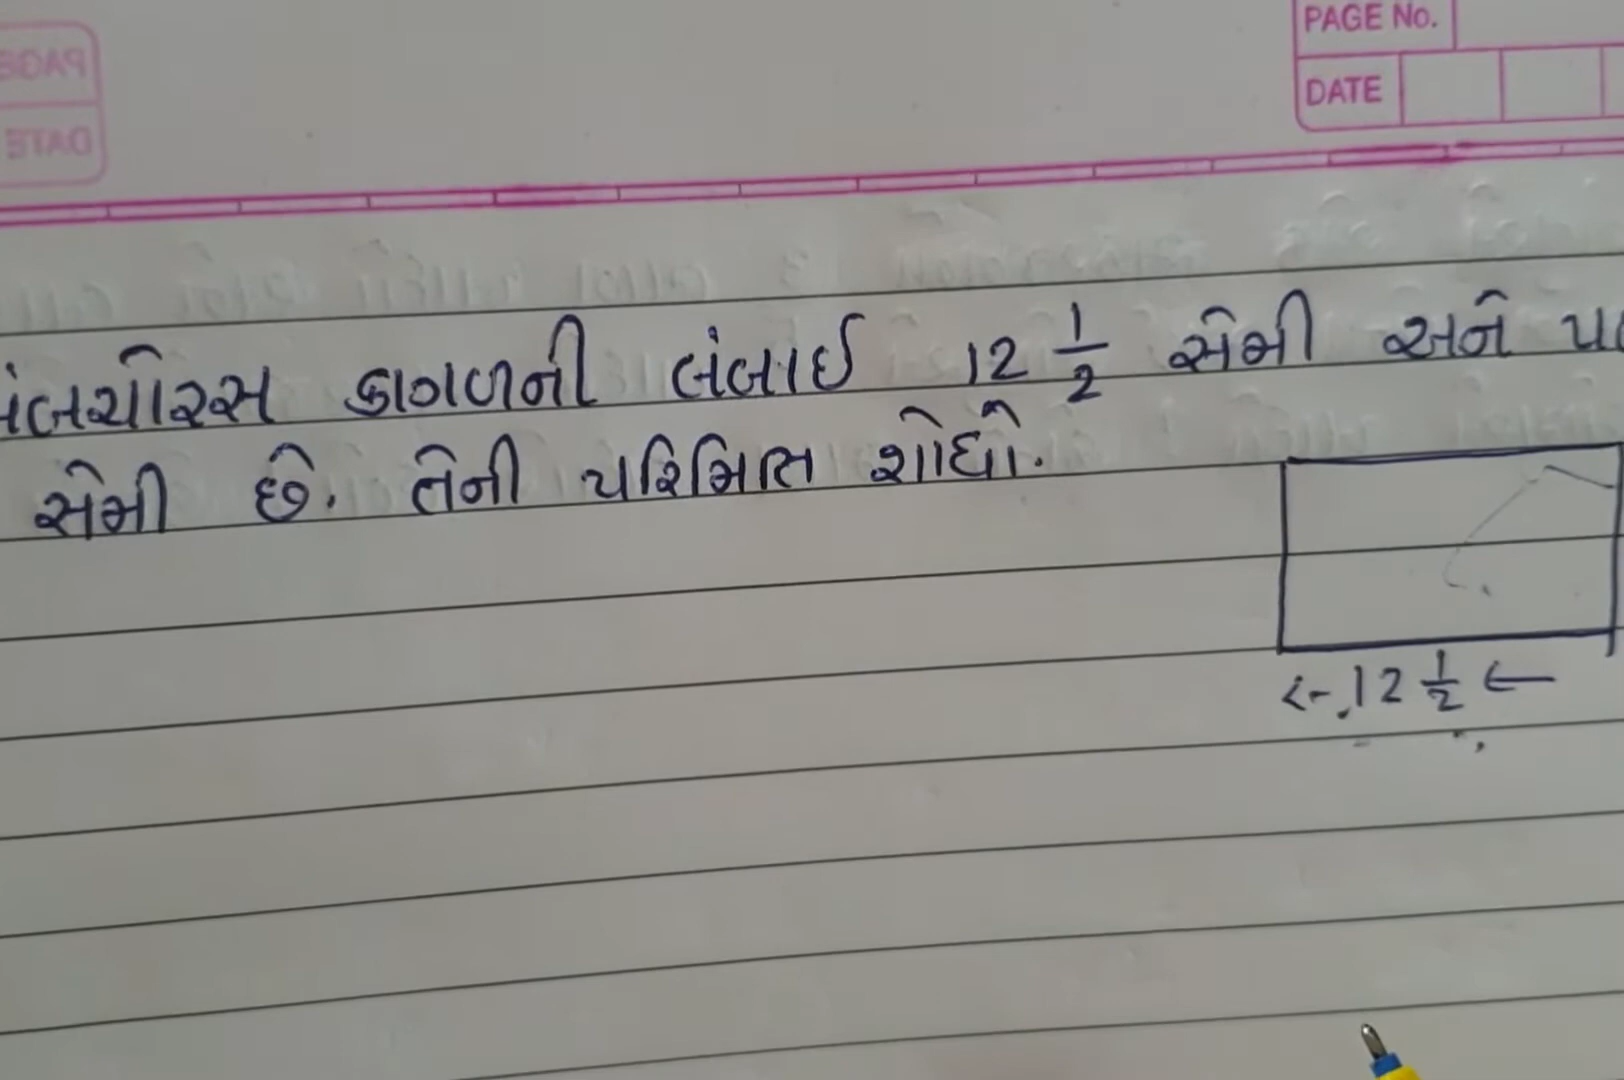 PAGE No.
DATE
લંબચોરસ કાગળની લંબાઈ 12 1/2 સેમી અને
સેમી છે. તેની પરિમિતિ શોધો.
12 1/2